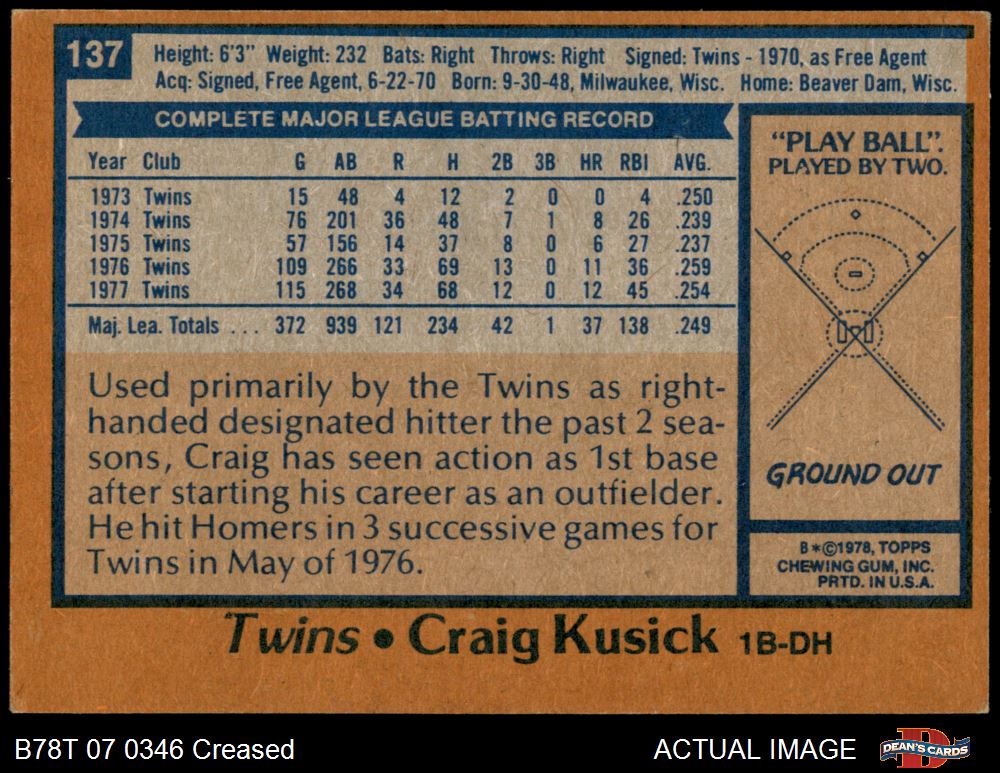 137
Height: 6'3" Weight: 232 Bats: Right Throws: Right Signed: Twins - 1970, as Free Agent
Acq: Signed, Free Agent, 6-22-70 Born: 9-30-48, Milwaukee, Wisc. Home: Beaver Dam, Wisc.
COMPLETE MAJOR LEAGUE BATTING RECORD
Year Club G AB R H 2B 3B HR RBI AVG.
1973 Twins 15 48 4 12 2 0 0 4 .250
1974 Twins 76 201 36 48 7 1 8 26 .239
1975 Twins 57 156 14 37 8 0 6 27 .237
1976 Twins 109 266 33 69 13 0 11 36 .259
1977 Twins 115 268 34 68 12 0 12 45 .254
Maj. Lea. Totals . . . 372 939 121 234 42 1 37 138 .249
Used primarily by the Twins as right-
handed designated hitter the past 2 sea-
sons, Craig has seen action as 1st base
after starting his career as an outfielder.
He hit Homers in 3 successive games for
Twins in May of 1976.
"PLAY BALL".
PLAYED BY TWO.
GROUND OUT
B*©1978, TOPPS
CHEWING GUM, INC.
PRTD. IN U.S.A.
Twins • Craig Kusick 1B-DH
B78T 07 0346 Creased
ACTUAL IMAGE
DEAN'S CARDS